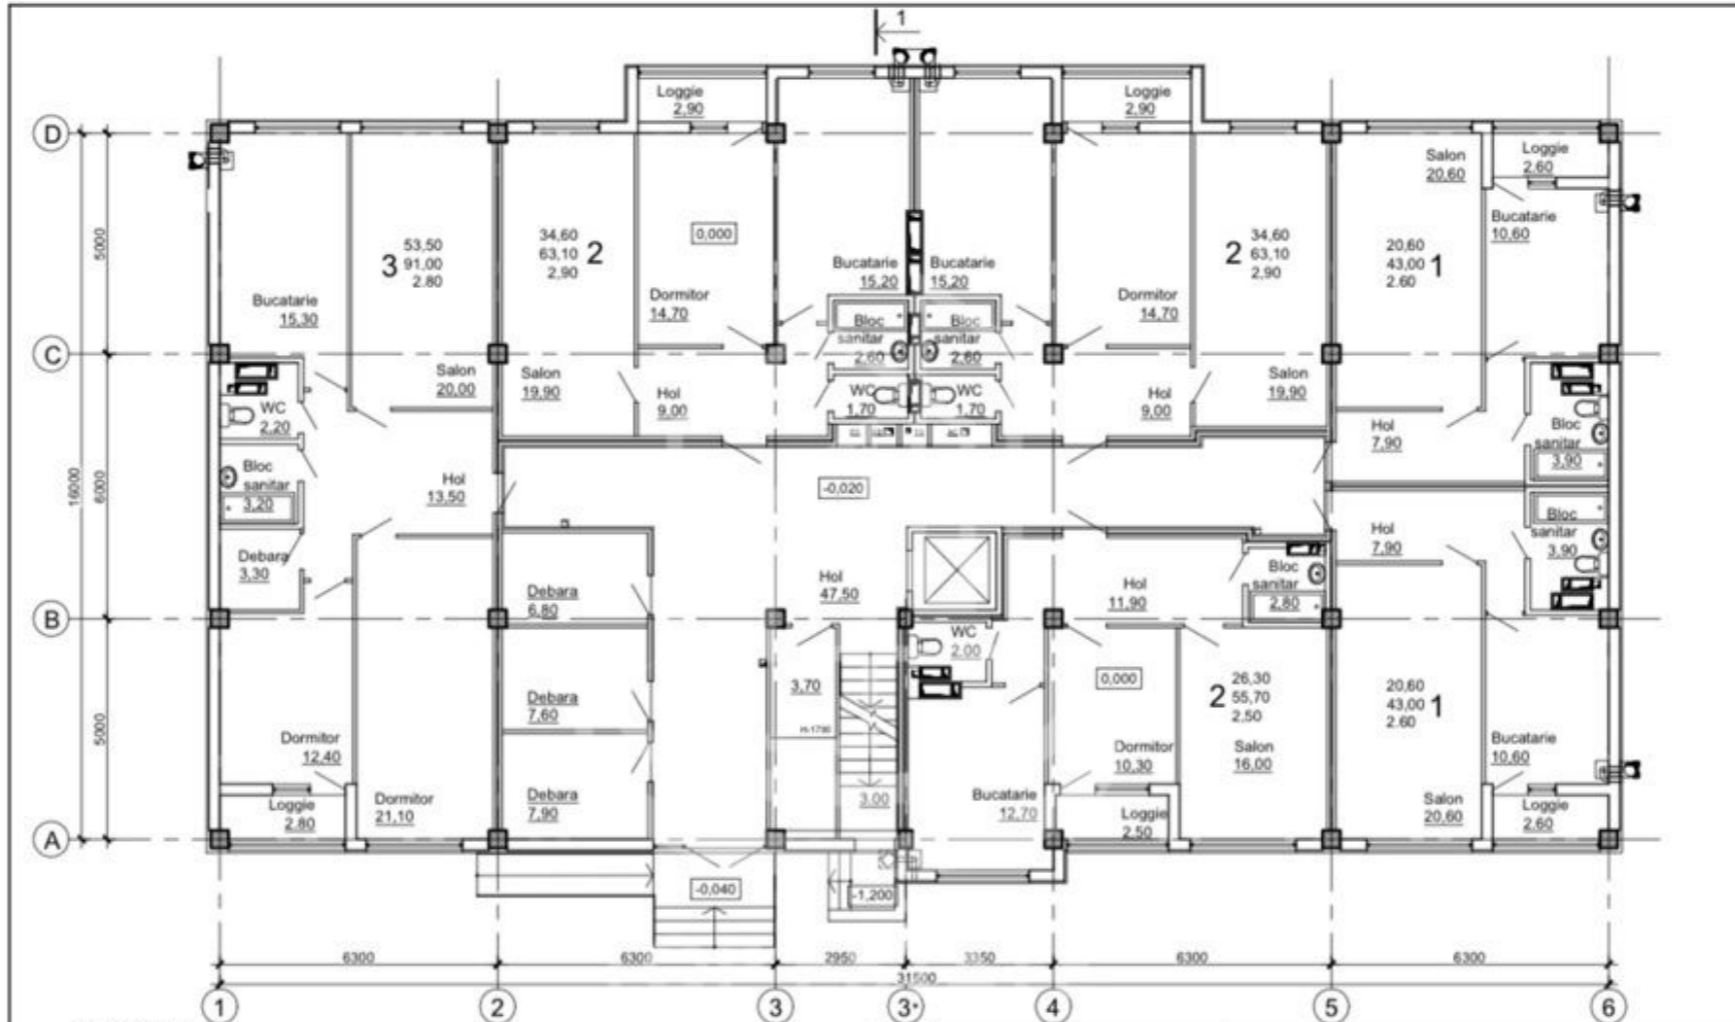 1
Loggie
2,90
Loggie
2,90
D
Salon
20,60
Loggie
2.60
Bucatarie
10,60
5000
3
53,50
91,00
2.80
34,60
63,10
2,90
2
0,000
Bucatarie
15,20
Bucatarie
15,20
2
34,60
63,10
2,90
20,60
43,00
2.60
1
Bucatarie
15,30
Dormitor
14,70
Dormitor
14,70
Bloc
sanitar
2,60
Bloc
sanitar
2,60
C
Salon
20,00
Salon
19,90
Hol
9,00
WC
1,70
WC
1,70
Hol
9,00
Salon
19,90
WC
2,20
Hol
7,90
Bloc
sanitar
3,90
Bloc
sanitar
3,20
Hol
13,50
-0,020
16000
6000
Hol
7,90
Bloc
sanitar
3,90
Debara
3,30
Debara
6,80
Hol
47,50
Hol
11,90
Bloc
sanitar
2,80
B
WC
2.00
3,70
0,000
2
26,30
55,70
2,50
20,60
43,00
2.60
1
Debara
7,60
H-1790
5000
Dormitor
12,40
Dormitor
10,30
Salon
16,00
Bucatarie
10,60
Loggie
2.80
Dormitor
21,10
Debara
7,90
3.00
Bucatarie
12,70
Loggie
2.50
Salon
20,60
Loggie
2,60
A
-0,040
-1,200
6300
6300
2950
3350
6300
6300
31500
1
2
3
3*
4
5
6